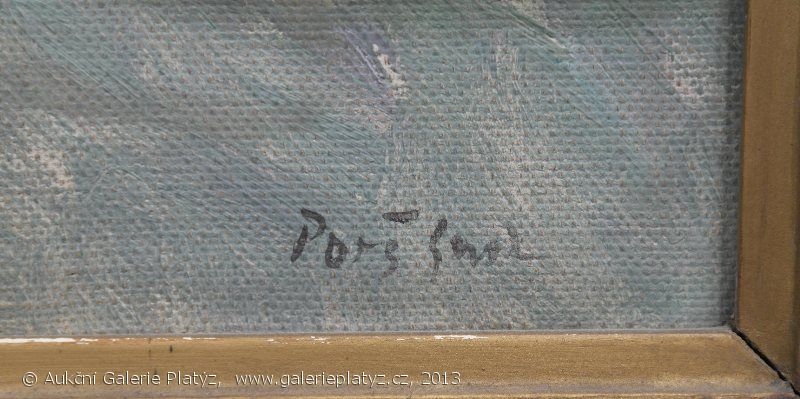 Porš
© Aukční Galerie Platýz, www.galerieplatyz.cz, 2013